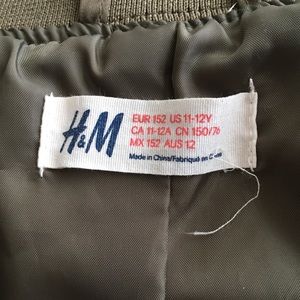 H&M
EUR 152 US 11-12Y
CA 11-12A CN 150/76
MX 152 AUS 12
Made in China/Fabriqué en Chine